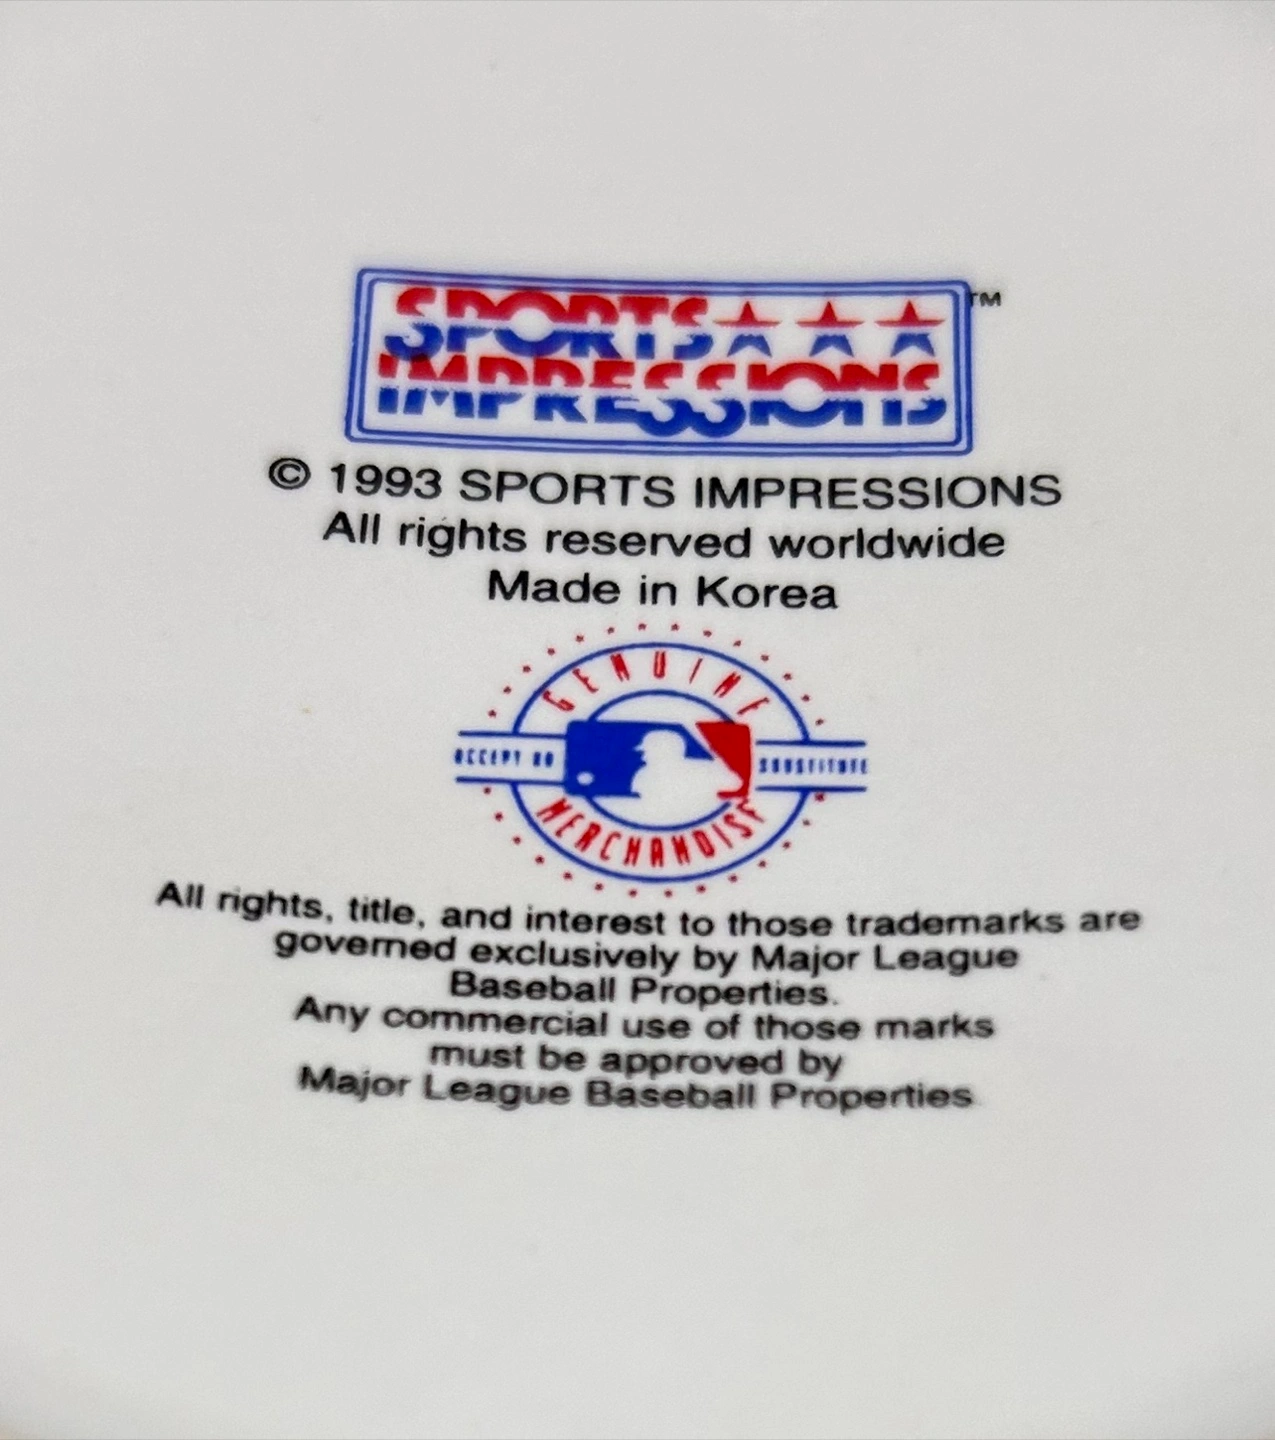 SPORTS
IMPRESSIONS
TM
© 1993 SPORTS IMPRESSIONS
All rights reserved worldwide
Made in Korea
GENUINE
ACCEPT NO SUBSTITUTE
MERCHANDISE
All rights, title, and interest to those trademarks are
governed exclusively by Major League
Baseball Properties.
Any commercial use of those marks
must be approved by
Major League Baseball Properties